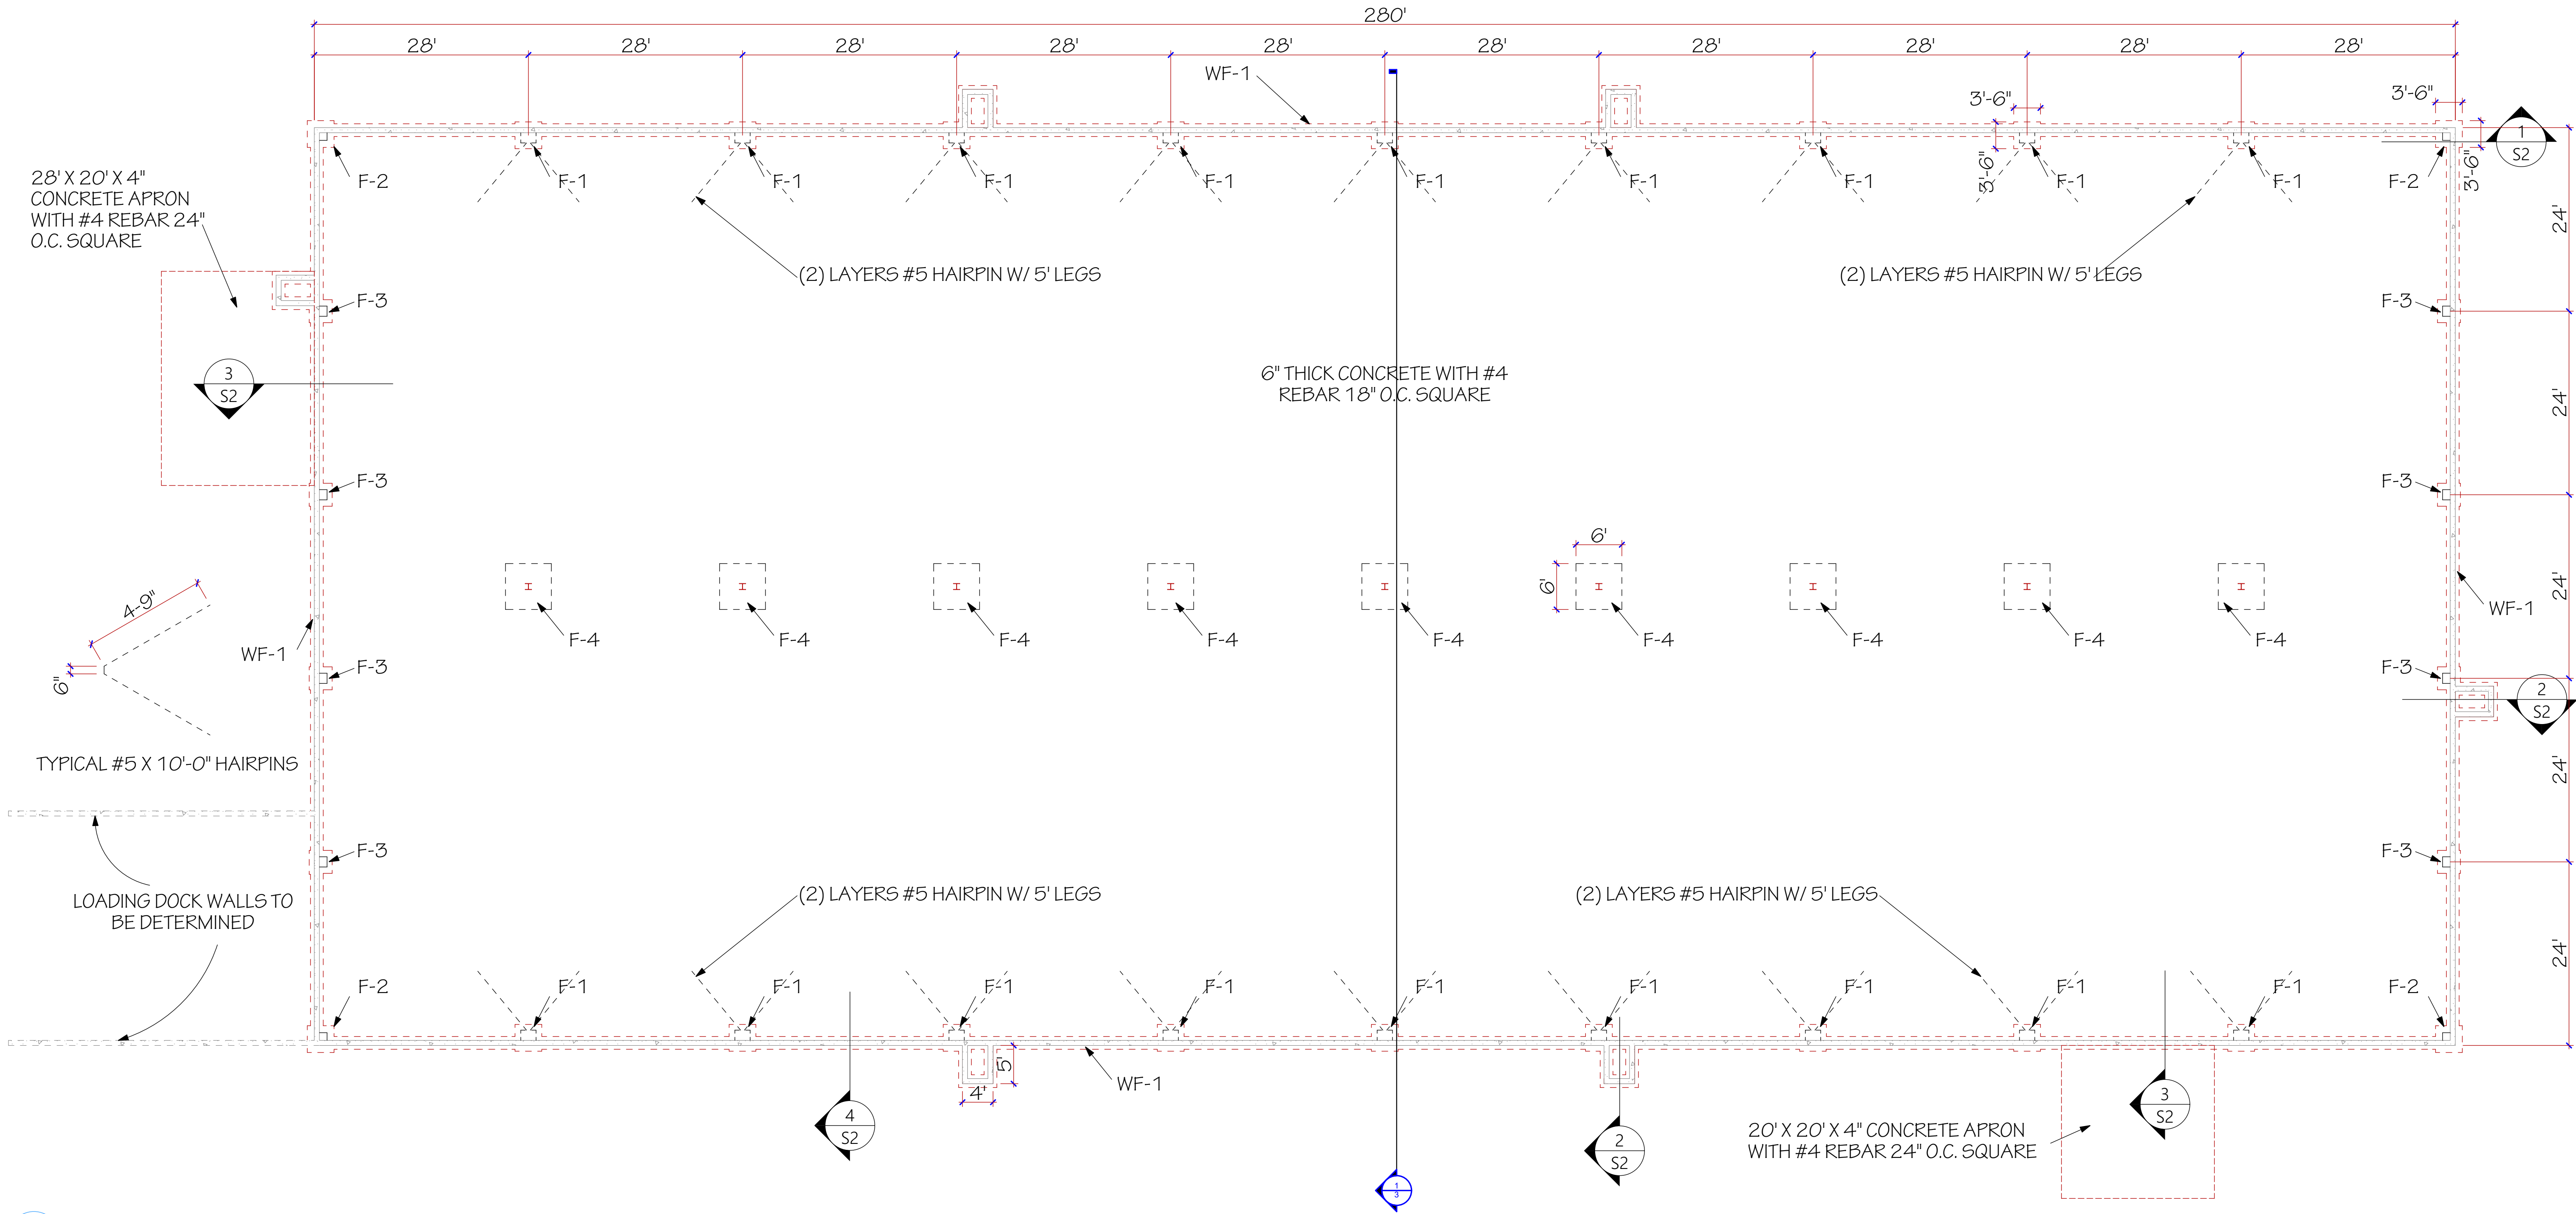 280'
28' 28' 28' 28' 28' 28' 28' 28' 28' 28'
WF-1
3'-6" 3'-6"
1
S2
3'-6" 3'-6"
F-2 F-1 F-1 F-1 F-1 F-1 F-1 F-1 F-1 F-1 F-2
28' X 20' X 4"
CONCRETE APRON
WITH #4 REBAR 24"
O.C. SQUARE
24'
(2) LAYERS #5 HAIRPIN W/ 5' LEGS (2) LAYERS #5 HAIRPIN W/ 5' LEGS
F-3 F-3
3
S2
6" THICK CONCRETE WITH #4
REBAR 18" O.C. SQUARE
24'
F-3 F-3
6'
6'
24'
4-9"
6"
WF-1
F-4 F-4 F-4 F-4 F-4 F-4 F-4 F-4 F-4
WF-1
F-3 F-3
2
S2
TYPICAL #5 X 10'-0" HAIRPINS
24'
F-3 F-3
LOADING DOCK WALLS TO
BE DETERMINED
(2) LAYERS #5 HAIRPIN W/ 5' LEGS (2) LAYERS #5 HAIRPIN W/ 5' LEGS
24'
F-2 F-1 F-1 F-1 F-1 F-1 F-1 F-1 F-1 F-1 F-2
5'
4'
WF-1
4
S2
2
S2
3
S2
20' X 20' X 4" CONCRETE APRON
WITH #4 REBAR 24" O.C. SQUARE
1
3